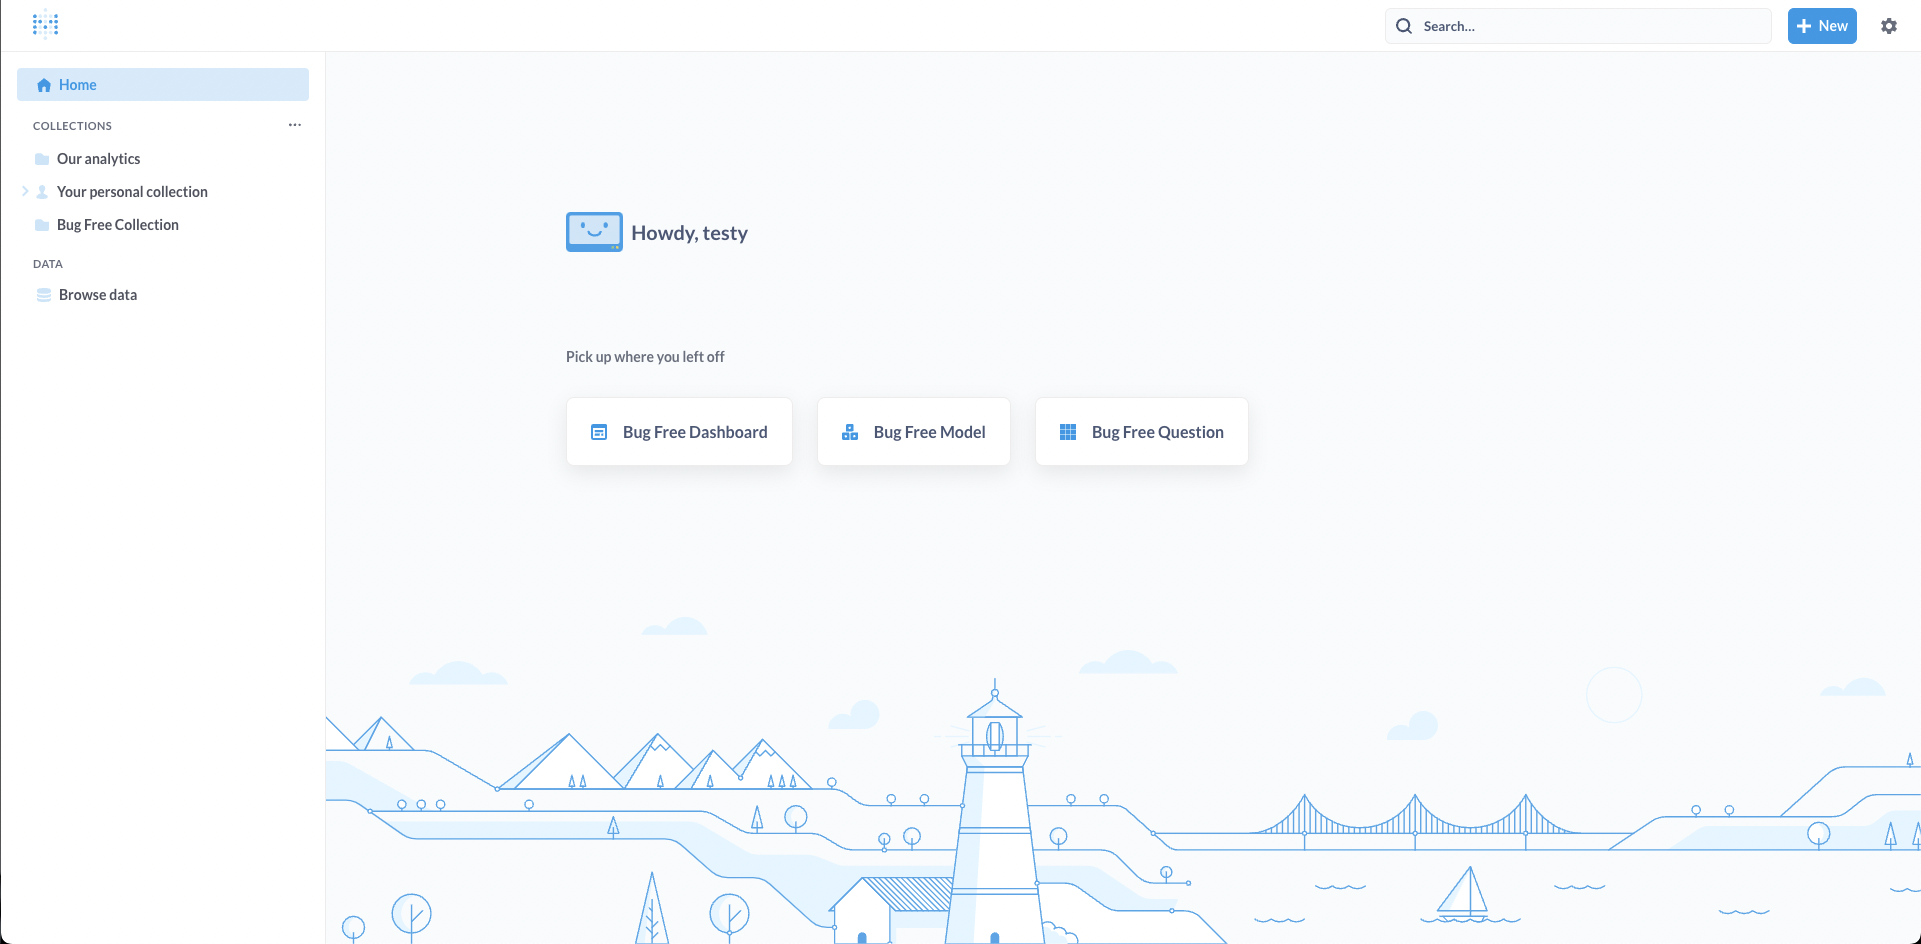 Search...
New
Home
COLLECTIONS
Our analytics
Your personal collection
Bug Free Collection
DATA
Browse data
Howdy, testy
Pick up where you left off
Bug Free Dashboard
Bug Free Model
Bug Free Question